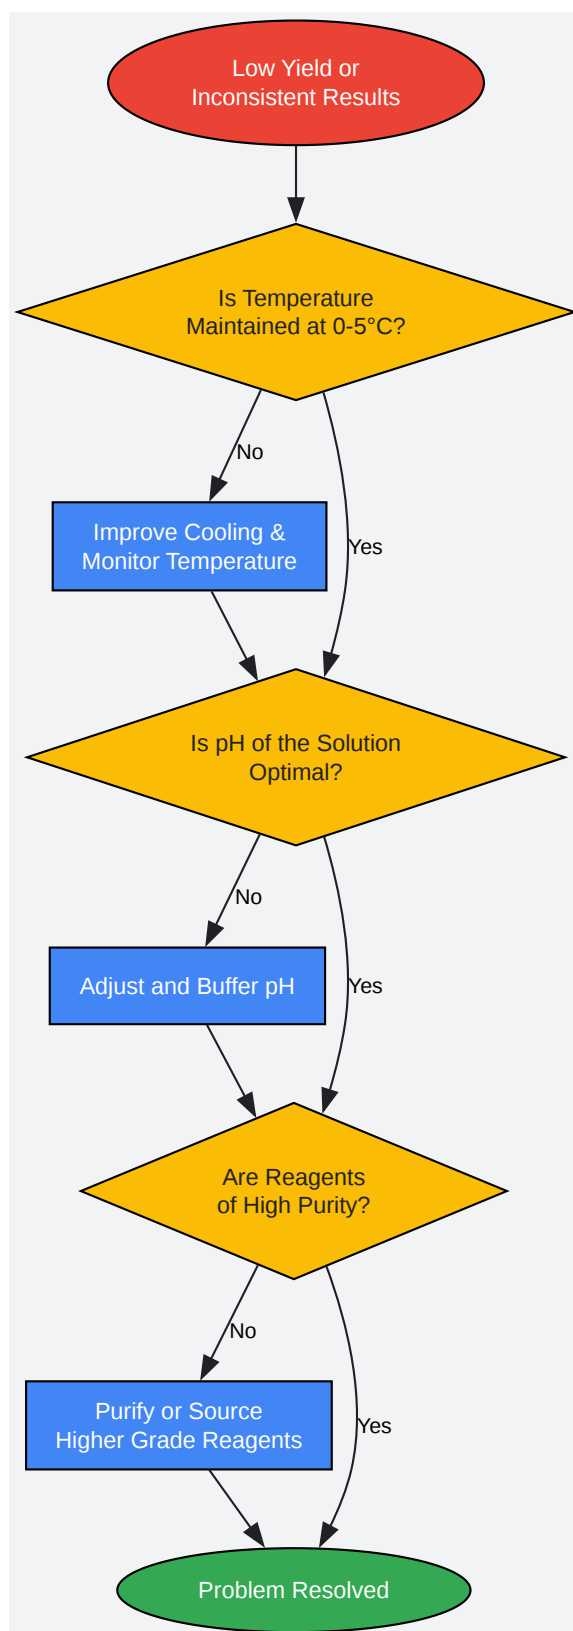 Low Yield or
Inconsistent Results
Is Temperature
Maintained at 0-5°C?
No
Improve Cooling &
Monitor Temperature
Yes
Is pH of the Solution
Optimal?
No
Adjust and Buffer pH
Yes
Are Reagents
of High Purity?
No
Purify or Source
Higher Grade Reagents
Yes
Problem Resolved